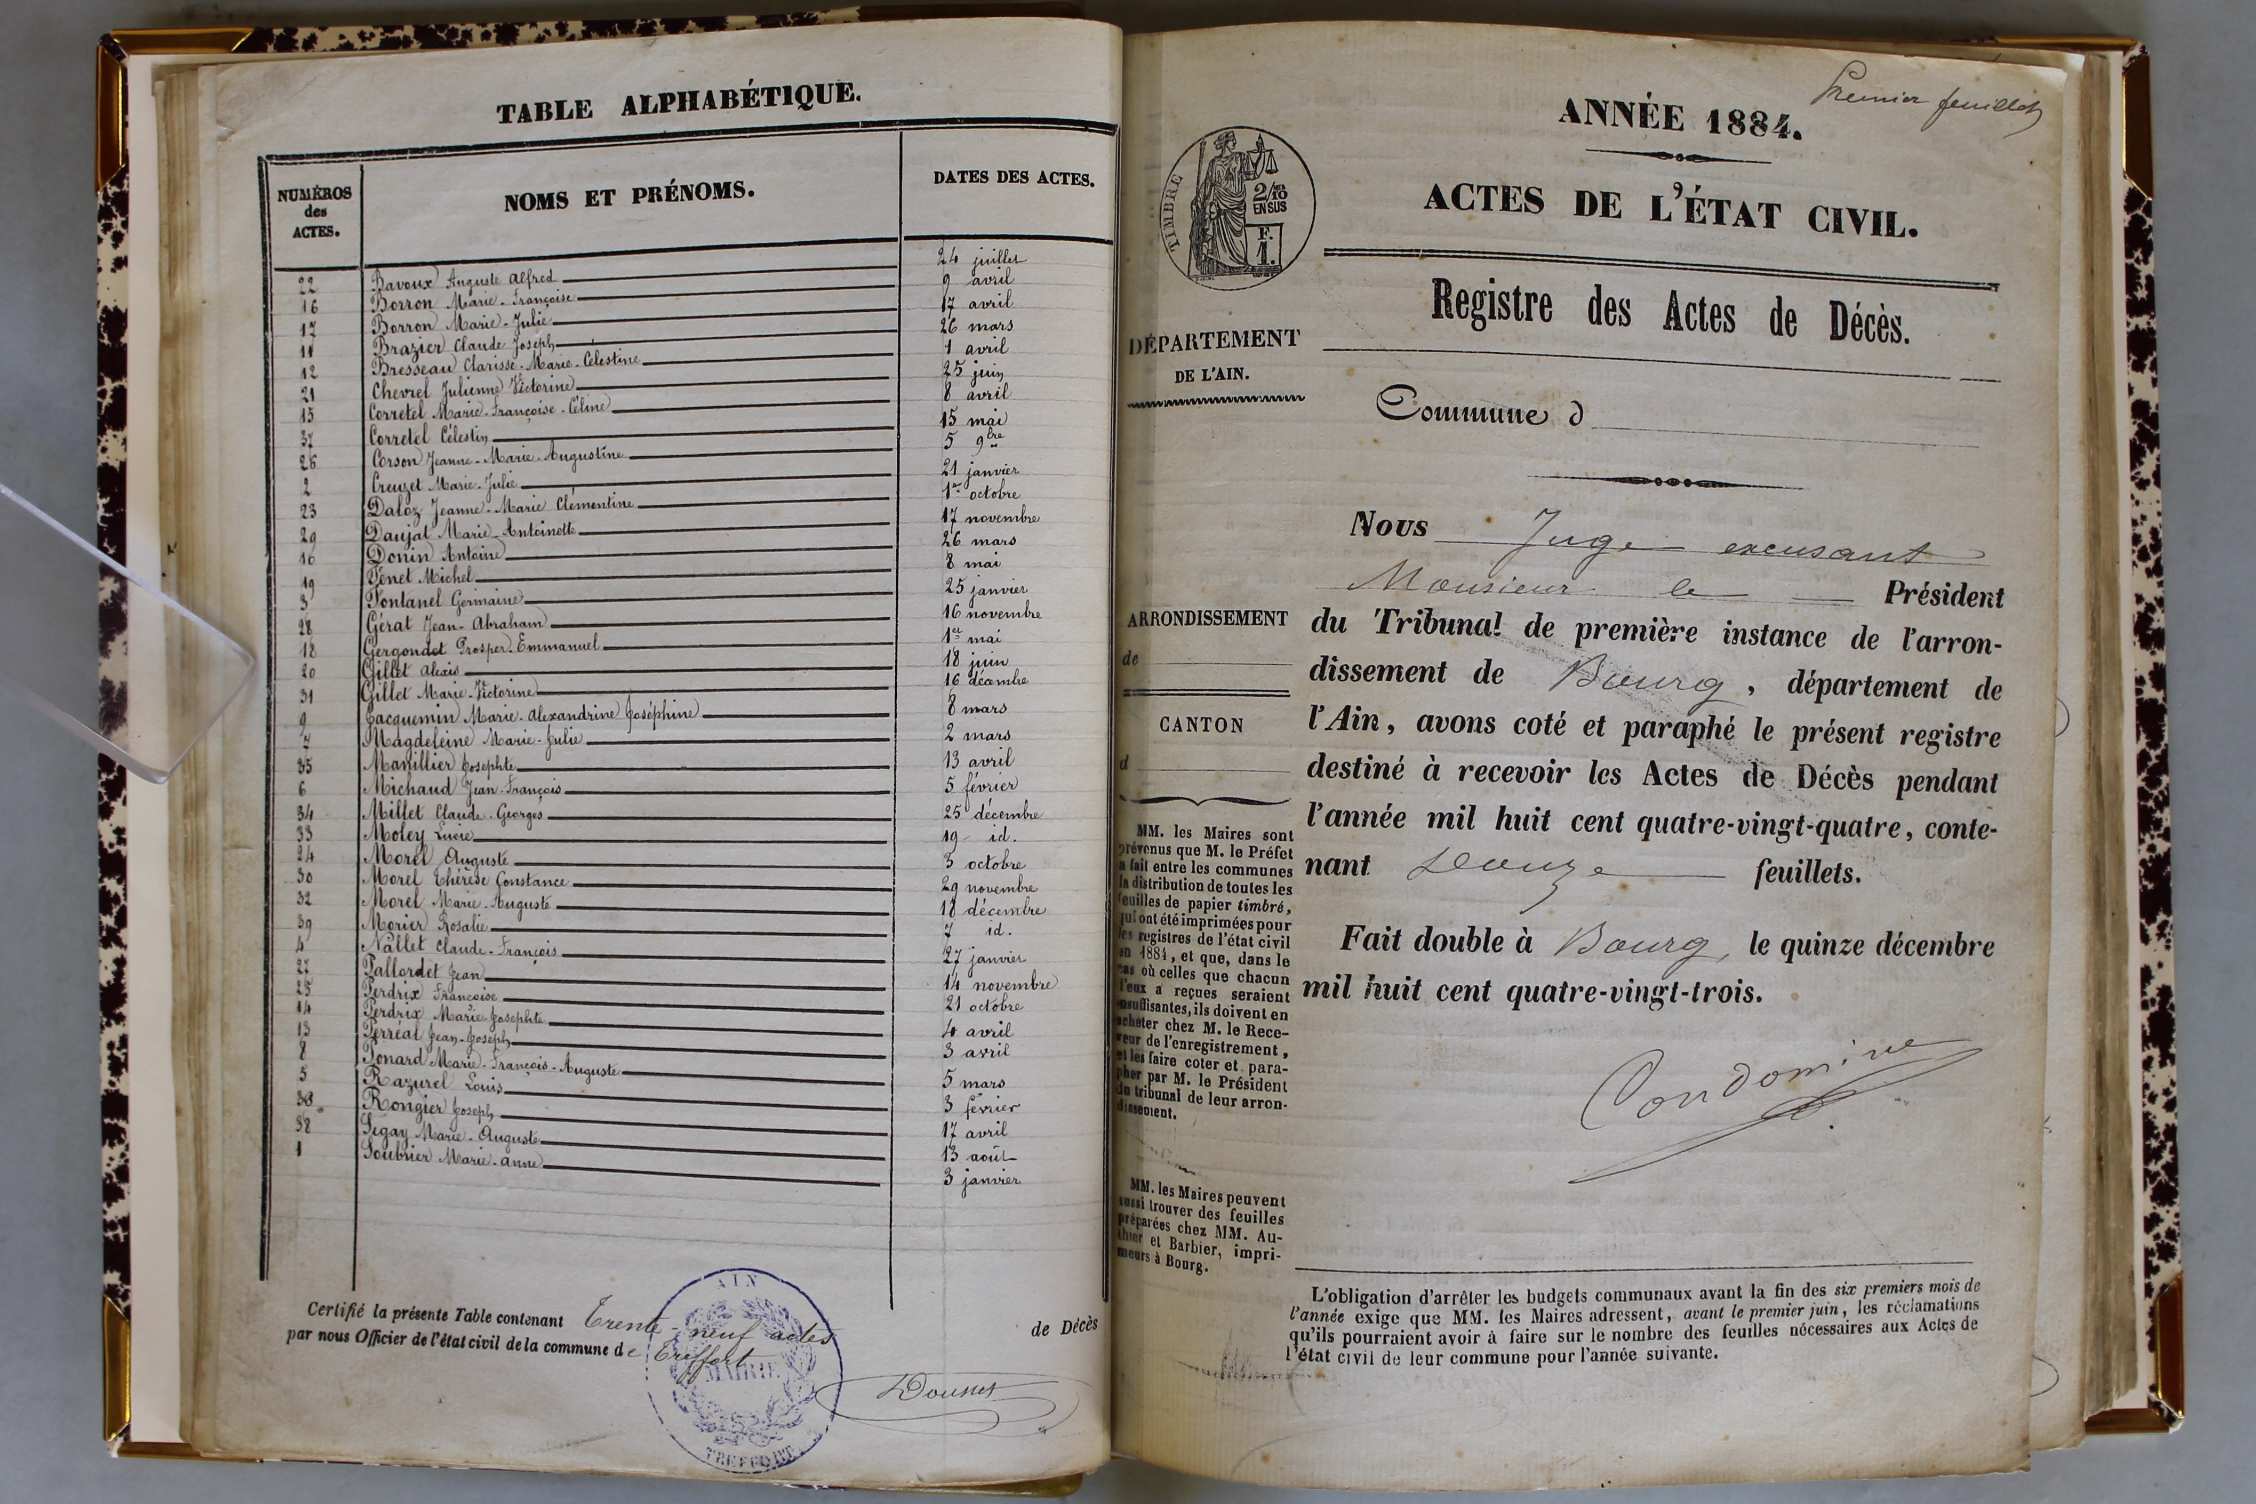 TABLE ALPHABÉTIQUE.
NUMÉROS des ACTES.
NOMS ET PRÉNOMS.
DATES DES ACTES.
22 Bavoux Auguste Alfred 24 juillet
16 Borron Marie-Françoise 9 avril
17 Borron Marie-Julie 17 avril
11 Brazier Claude Joseph 26 mars
12 Bresseau Clarisse-Marie-Célestine 1 avril
21 Chevrel Julienne Victorine 25 juin
15 Corretel Marie-Françoise-Céline 8 avril
37 Corretel Célestin 15 mai
26 Corson Jeanne-Marie-Augustine 5 9bre
2 Creuzet Marie-Julie 21 janvier
23 Daloz Jeanne-Marie Clémentine 1er octobre
29 Daujat Marie-Antoinette 17 novembre
10 Donin Antoine 26 mars
19 Fenet Michel 8 mai
3 Fontanel Germaine 25 janvier
28 Gérat Jean-Abraham 16 novembre
18 Gergondet Prosper-Emmanuel 1er mai
20 Gillet Alexis 18 juin
31 Gillet Marie-Victorine 16 décembre
9 Jacquemin Marie-Alexandrine Joséphine 8 mars
7 Magdeleine Marie-Julie 2 mars
35 Manillier Josephte 13 avril
6 Michaud Jean-François 5 février
34 Millet Claude-Georges 25 décembre
33 Moley Lucie 19 id.
24 Morel Auguste 3 octobre
30 Morel Thérèse Constance 29 novembre
32 Morel Marie-Auguste 18 décembre
39 Morier Rosalie 7 id.
4 Nallet Claude-François 27 janvier
27 Pallordet Jean 14 novembre
25 Perdrix Françoise 21 octobre
14 Perdrix Marie-Josephte 4 avril
13 Perréal Jean-Joseph 3 avril
8 Ponard Marie-François-Auguste 5 mars
5 Razurel Louis 3 février
Rongier Joseph 17 avril
38 Segay Marie-Auguste 13 août
1 Soubrier Marie-Anne 3 janvier
Certifié la présente Table contenant Trente-neuf actes de Décès
par nous Officier de l'état civil de la commune de Treffort
AIN
MAIRIE
TREFFORT
Premier feuillet
ANNÉE 1884.
ACTES DE L'ÉTAT CIVIL.
TIMBRE
2/10 EN SUS
F. 1.
Registre des Actes de Décès.
DÉPARTEMENT
DE L'AIN.
Commune d
Nous Juge excusant
Monsieur le Président
ARRONDISSEMENT
de
CANTON
d
du Tribunal de première instance de l'arron-
dissement de Bourg, département de
l'Ain, avons coté et paraphé le présent registre
destiné à recevoir les Actes de Décès pendant
l'année mil huit cent quatre-vingt-quatre, conte-
nant Douze feuillets.
Fait double à Bourg, le quinze décembre
mil huit cent quatre-vingt-trois.
Condomine
MM. les Maires sont
prévenus que M. le Préfet
a fait entre les communes
la distribution de toutes les
feuilles de papier timbré,
qui ont été imprimées pour
les registres de l'état civil
en 1884, et que, dans le
cas où celles que chacun
d'eux a reçues seraient
insuffisantes, ils doivent en
acheter chez M. le Rece-
veur de l'enregistrement,
et les faire coter et para-
pher par M. le Président
du tribunal de leur arron-
dissement.
MM. les Maires peuvent
aussi trouver des feuilles
préparées chez MM. Au-
thier et Barbier, impri-
meurs à Bourg.
L'obligation d'arrêter les budgets communaux avant la fin des six premiers mois de
l'année exige que MM. les Maires adressent, avant le premier juin, les réclamations
qu'ils pourraient avoir à faire sur le nombre des feuilles nécessaires aux Actes de
l'état civil de leur commune pour l'année suivante.